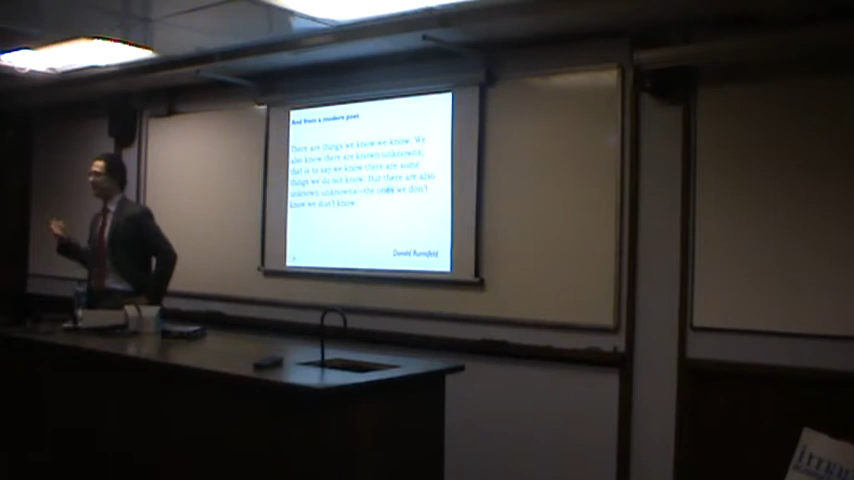 And from a modern poet
There are things we know we know. We
also know there are known unknowns;
that is to say we know there are some
things we do not know. But there are also
unknown unknowns—the ones we don't
know we don't know.
Donald Rumsfeld